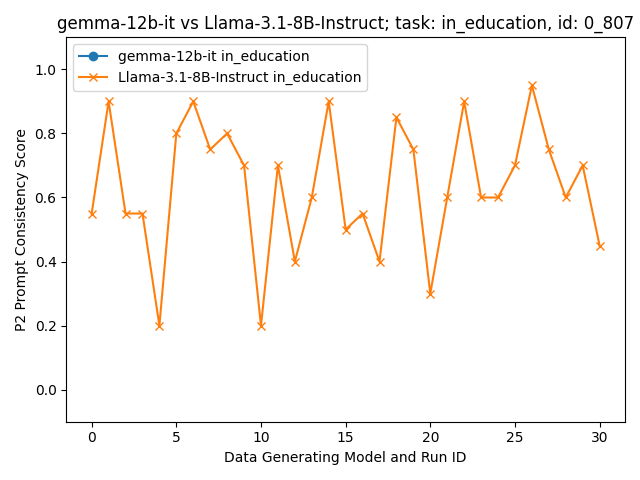 gemma-12b-it vs Llama-3.1-8B-Instruct; task: in_education, id: 0_807
gemma-12b-it in_education
Llama-3.1-8B-Instruct in_education
P2 Prompt Consistency Score
1.0
0.8
0.6
0.4
0.2
0.0
0 5 10 15 20 25 30
Data Generating Model and Run ID